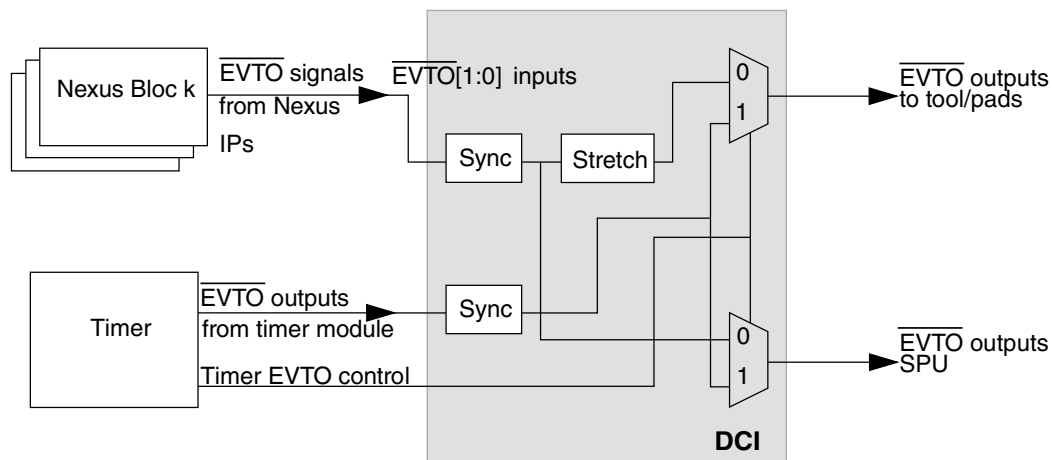 Nexus Bloc k
EVTO signals
from Nexus
IPs
EVTO[1:0] inputs
0
1
EVTO outputs
to tool/pads
Sync
Stretch
Timer
EVTO outputs
from timer module
Timer EVTO control
Sync
0
1
EVTO outputs
SPU
DCI